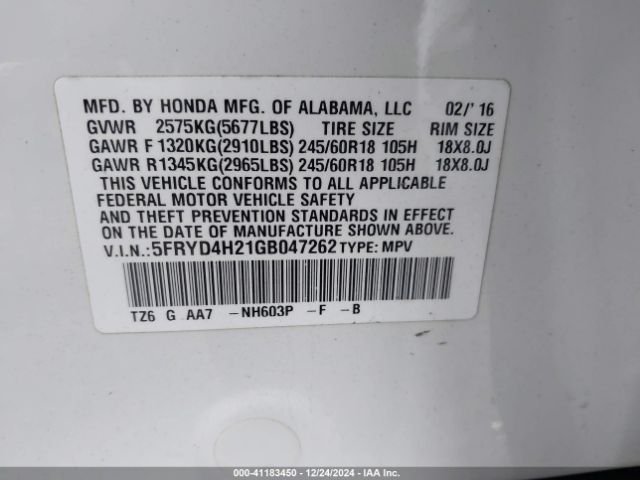 MFD. BY HONDA MFG. OF ALABAMA, LLC 02/'16
GVWR 2575KG(5677LBS) TIRE SIZE RIM SIZE
GAWR F 1320KG(2910LBS) 245/60R18 105H 18X8.0J
GAWR R 1345KG(2965LBS) 245/60R18 105H 18X8.0J
THIS VEHICLE CONFORMS TO ALL APPLICABLE
FEDERAL MOTOR VEHICLE SAFETY
AND THEFT PREVENTION STANDARDS IN EFFECT
ON THE DATE OF MANUFACTURE SHOWN ABOVE.
V.I.N.:5FRYD4H21GB047262 TYPE: MPV
TZ6 G AA7 -NH603P -F -B
000-41183450 • 12/24/2024 • IAAI.COM